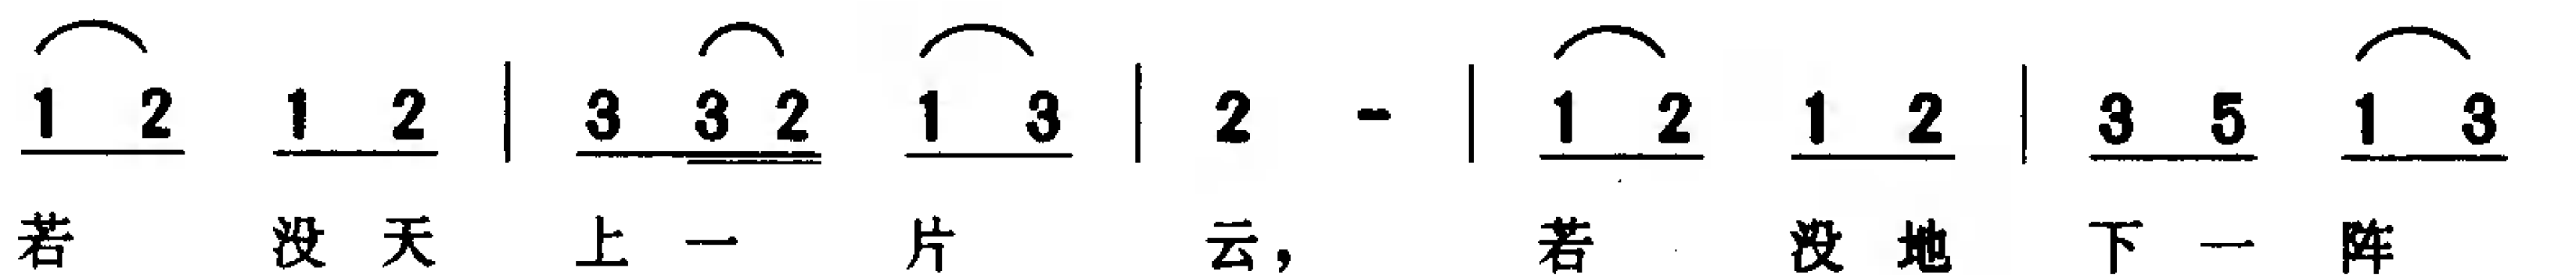 1 2 1 2 | 3 3 2 1 3 | 2 - | 1 2 1 2 | 3 5 1 3
若 没 天 上 一 片 云， 若 没 地 下 一 阵